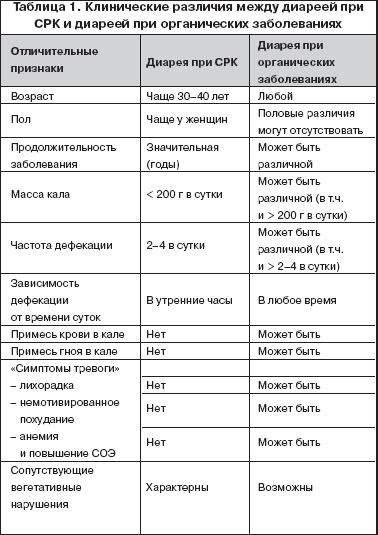 Таблица 1. Клинические различия между диареей при
СРК и диареей при органических заболеваниях
Отличительные
признаки
Диарея при СРК
Диарея при
органических
заболеваниях
Возраст
Чаще 30–40 лет
Любой
Пол
Чаще у женщин
Половые различия
могут отсутствовать
Продолжительность
заболевания
Значительная
(годы)
Может быть
различной
Масса кала
< 200 г в сутки
Может быть
различной (в т.ч.
и > 200 г в сутки)
Частота дефекации
2–4 в сутки
Может быть
различной (в т.ч.
и > 2–4 в сутки)
Зависимость
дефекации
от времени суток
В утренние часы
В любое время
Примесь крови в кале
Нет
Может быть
Примесь гноя в кале
Нет
Может быть
«Симптомы тревоги»
– лихорадка
Нет
Может быть
– немотивированное
похудание
Нет
Может быть
– анемия
и повышение СОЭ
Нет
Может быть
Сопутствующие
вегетативные
нарушения
Характерны
Возможны